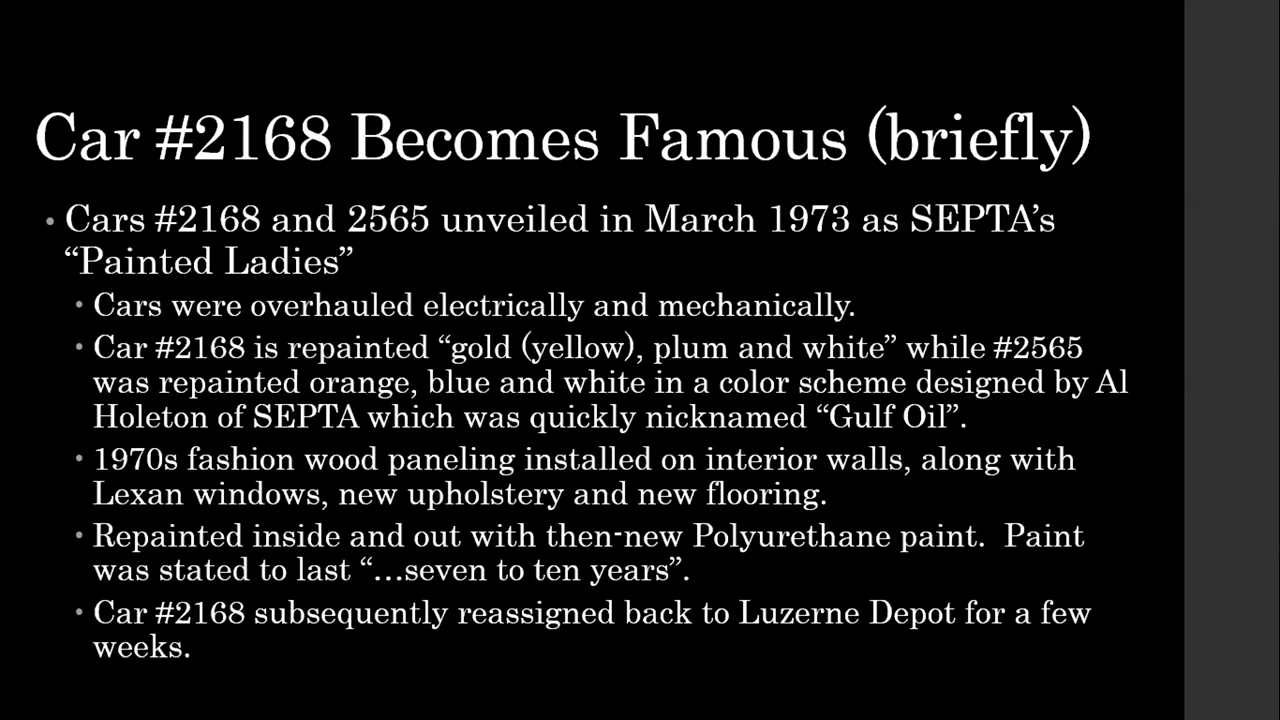 Car #2168 Becomes Famous (briefly)
• Cars #2168 and 2565 unveiled in March 1973 as SEPTA’s
“Painted Ladies”
• Cars were overhauled electrically and mechanically.
• Car #2168 is repainted “gold (yellow), plum and white” while #2565
was repainted orange, blue and white in a color scheme designed by Al
Holeton of SEPTA which was quickly nicknamed “Gulf Oil”.
• 1970s fashion wood paneling installed on interior walls, along with
Lexan windows, new upholstery and new flooring.
• Repainted inside and out with then-new Polyurethane paint.  Paint
was stated to last “…seven to ten years”.
• Car #2168 subsequently reassigned back to Luzerne Depot for a few
weeks.